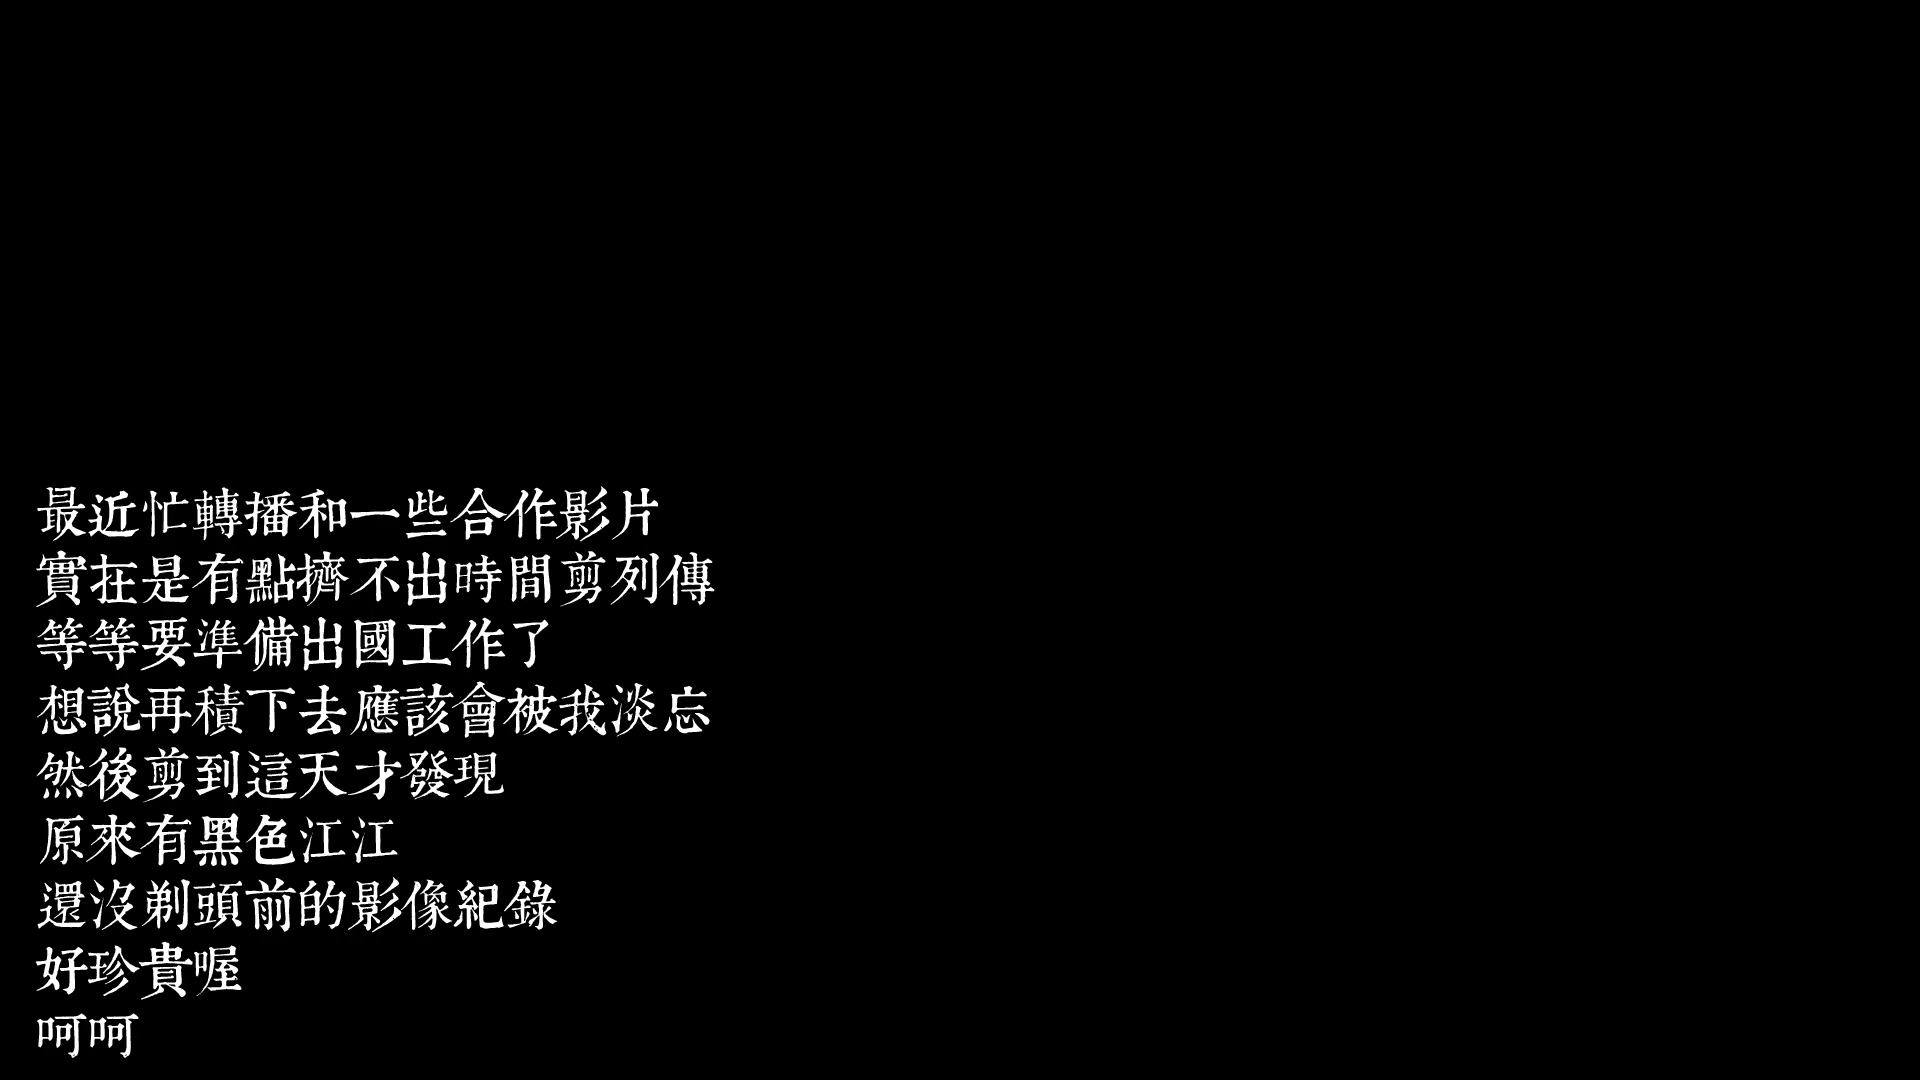 最近忙轉播和一些合作影片
實在是有點擠不出時間剪列傳
等等要準備出國工作了
想說再積下去應該會被我淡忘
然後剪到這天才發現
原來有黑色江江
還沒剃頭前的影像紀錄
好珍貴喔
呵呵